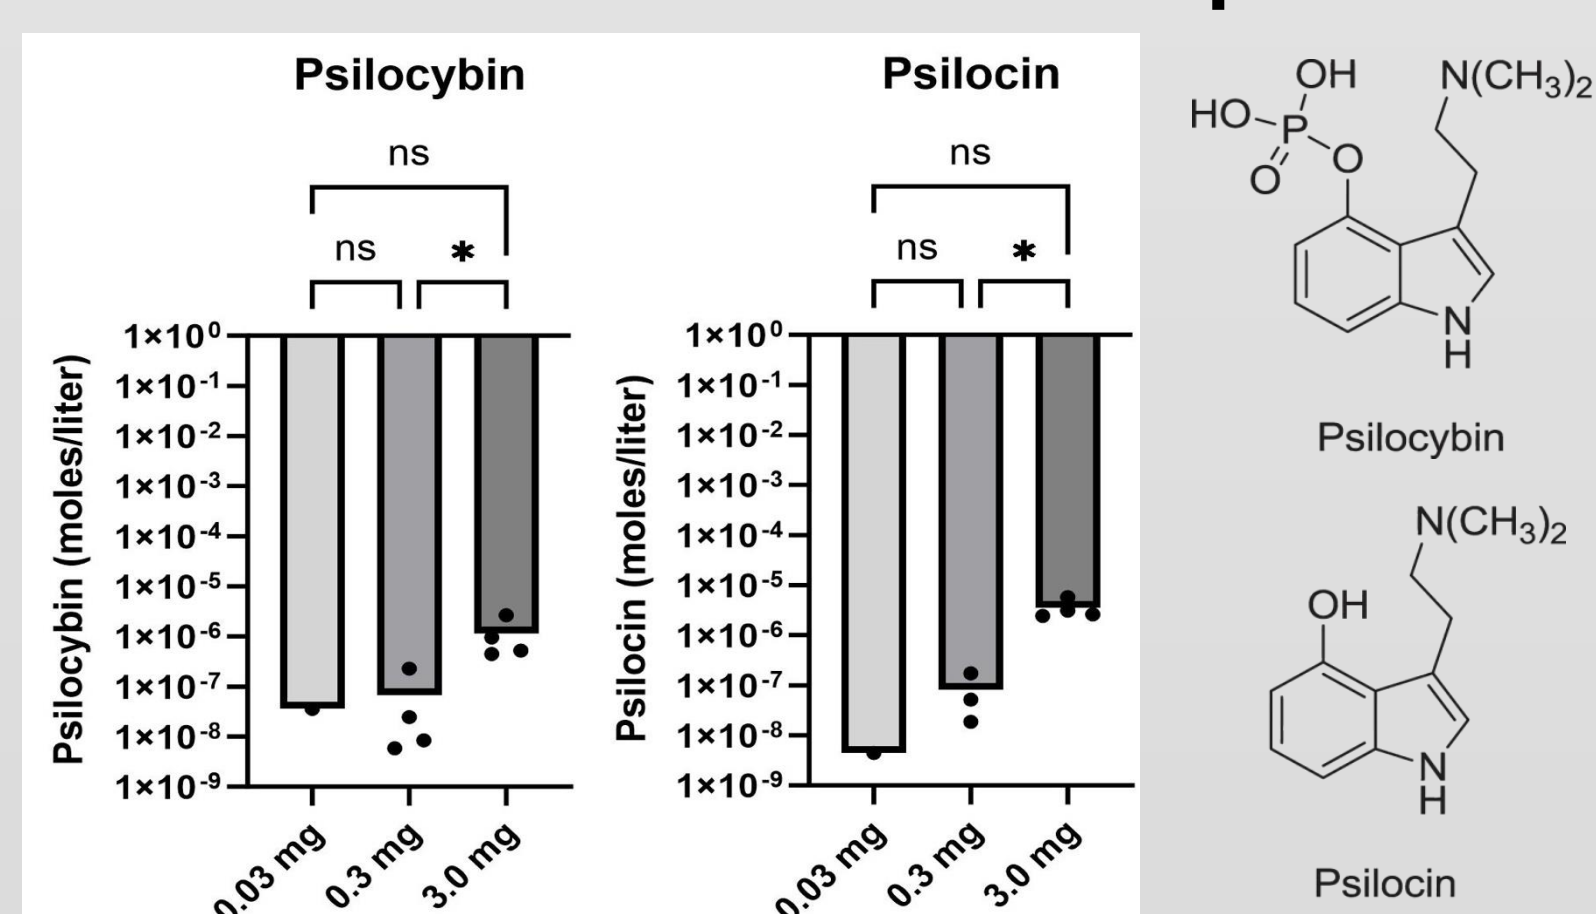 Psilocybin
ns
ns
*
1×10⁰
1×10⁻¹
1×10⁻²
1×10⁻³
1×10⁻⁴
1×10⁻⁵
1×10⁻⁶
1×10⁻⁷
1×10⁻⁸
1×10⁻⁹
Psilocybin (moles/liter)
0.03 mg
0.3 mg
3.0 mg
Psilocin
ns
ns
*
1×10⁰
1×10⁻¹
1×10⁻²
1×10⁻³
1×10⁻⁴
1×10⁻⁵
1×10⁻⁶
1×10⁻⁷
1×10⁻⁸
1×10⁻⁹
Psilocin (moles/liter)
0.03 mg
0.3 mg
3.0 mg
OH
N(CH₃)₂
HO
P
O
O
N
H
Psilocybin
N(CH₃)₂
OH
N
H
Psilocin